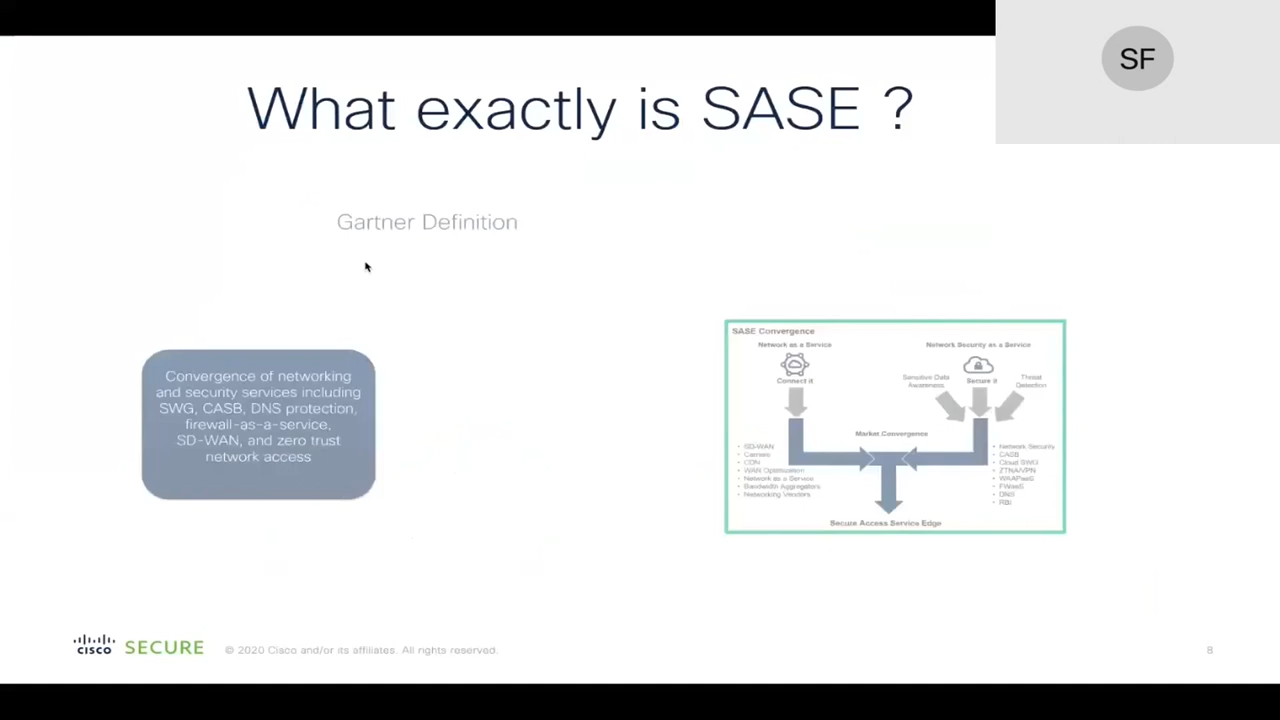 SF
What exactly is SASE ?
Gartner Definition
Convergence of networking
and security services including
SWG, CASB, DNS protection,
firewall-as-a-service,
SD-WAN, and zero trust
network access
SASE Convergence
Network as a Service
Connect it
Network Security as a Service
Sensitive Data
Awareness
Secure it
Threat
Detection
Market Convergence
• SD-WAN
• Carriers
• CDN
• WAN Optimization
• Network as a Service
• Bandwidth Aggregators
• Networking Vendors
• Network Security
• CASB
• Cloud SWG
• ZTNA/VPN
• WAAPaaS
• FWaaS
• DNS
• RBI
Secure Access Service Edge
CISCO SECURE
© 2020 Cisco and/or its affiliates. All rights reserved.
8